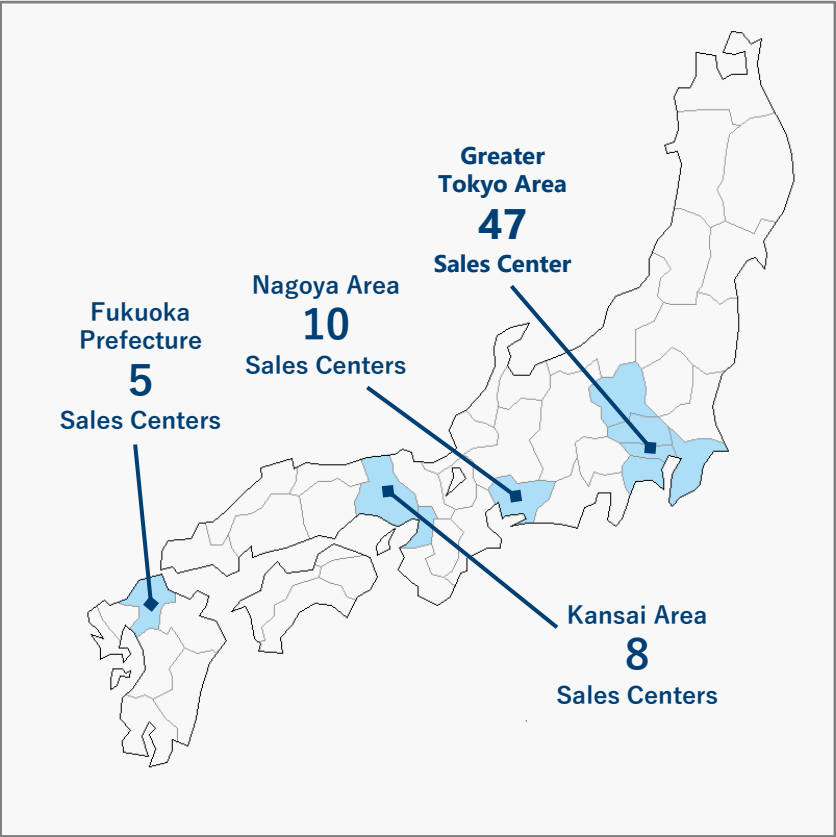 Greater
Tokyo Area
47
Sales Center
Nagoya Area
10
Sales Centers
Fukuoka
Prefecture
5
Sales Centers
Kansai Area
8
Sales Centers